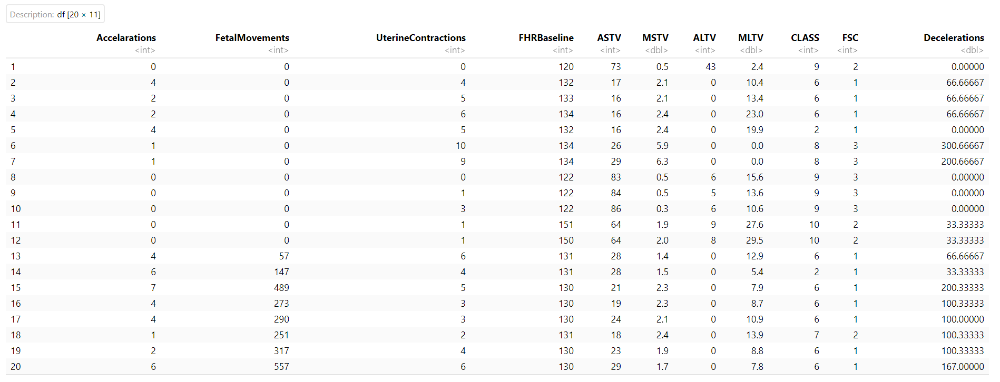 Description: df [20 × 11]
Accelarations FetalMovements UterineContractions FHRBaseline ASTV MSTV ALTV MLTV CLASS FSC Decelerations
<int> <int> <int> <int> <int> <dbl> <int> <dbl> <int> <int> <dbl>
1 0 0 0 120 73 0.5 43 2.4 9 2 0.00000
2 4 0 4 132 17 2.1 0 10.4 6 1 66.66667
3 2 0 5 133 16 2.1 0 13.4 6 1 66.66667
4 2 0 6 134 16 2.4 0 23.0 6 1 66.66667
5 4 0 5 132 16 2.4 0 19.9 2 1 0.00000
6 1 0 10 134 26 5.9 0 0.0 8 3 300.66667
7 1 0 9 134 29 6.3 0 0.0 8 3 200.66667
8 0 0 0 122 83 0.5 6 15.6 9 3 0.00000
9 0 0 1 122 84 0.5 5 13.6 9 3 0.00000
10 0 0 3 122 86 0.3 6 10.6 9 3 0.00000
11 0 0 1 151 64 1.9 9 27.6 10 2 33.33333
12 0 0 1 150 64 2.0 8 29.5 10 2 33.33333
13 4 57 6 131 28 1.4 0 12.9 6 1 66.66667
14 6 147 4 131 28 1.5 0 5.4 2 1 33.33333
15 7 489 5 130 21 2.3 0 7.9 6 1 200.33333
16 4 273 3 130 19 2.3 0 8.7 6 1 100.33333
17 4 290 3 130 24 2.1 0 10.9 6 1 100.00000
18 1 251 2 131 18 2.4 0 13.9 7 2 100.33333
19 2 317 4 130 23 1.9 0 8.8 6 1 100.33333
20 6 557 6 130 29 1.7 0 7.8 6 1 167.00000